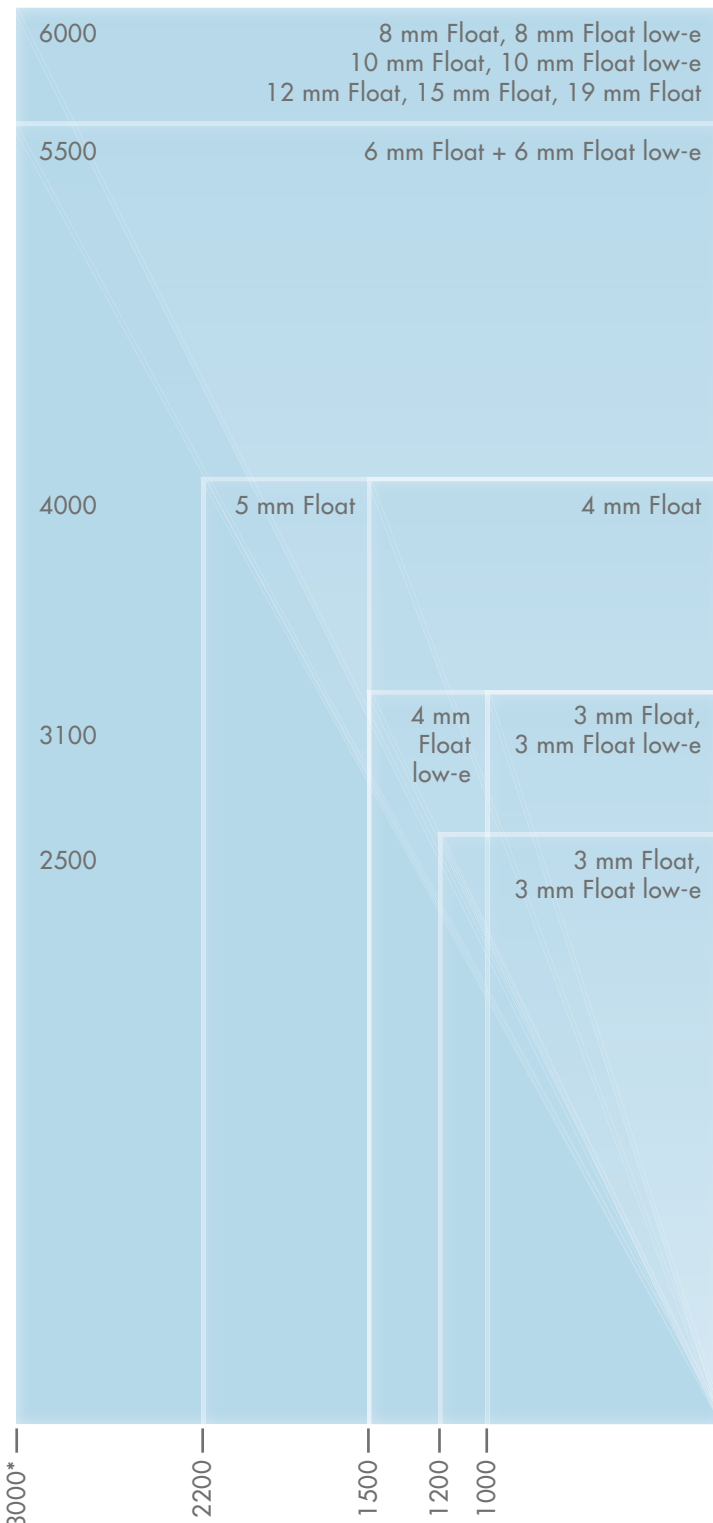 6000
8 mm Float, 8 mm Float low-e
10 mm Float, 10 mm Float low-e
12 mm Float, 15 mm Float, 19 mm Float
5500
6 mm Float + 6 mm Float low-e
4000
5 mm Float
4 mm Float
3100
4 mm
Float
low-e
3 mm Float,
3 mm Float low-e
2500
3 mm Float,
3 mm Float low-e
3000*
2200
1500
1200
1000